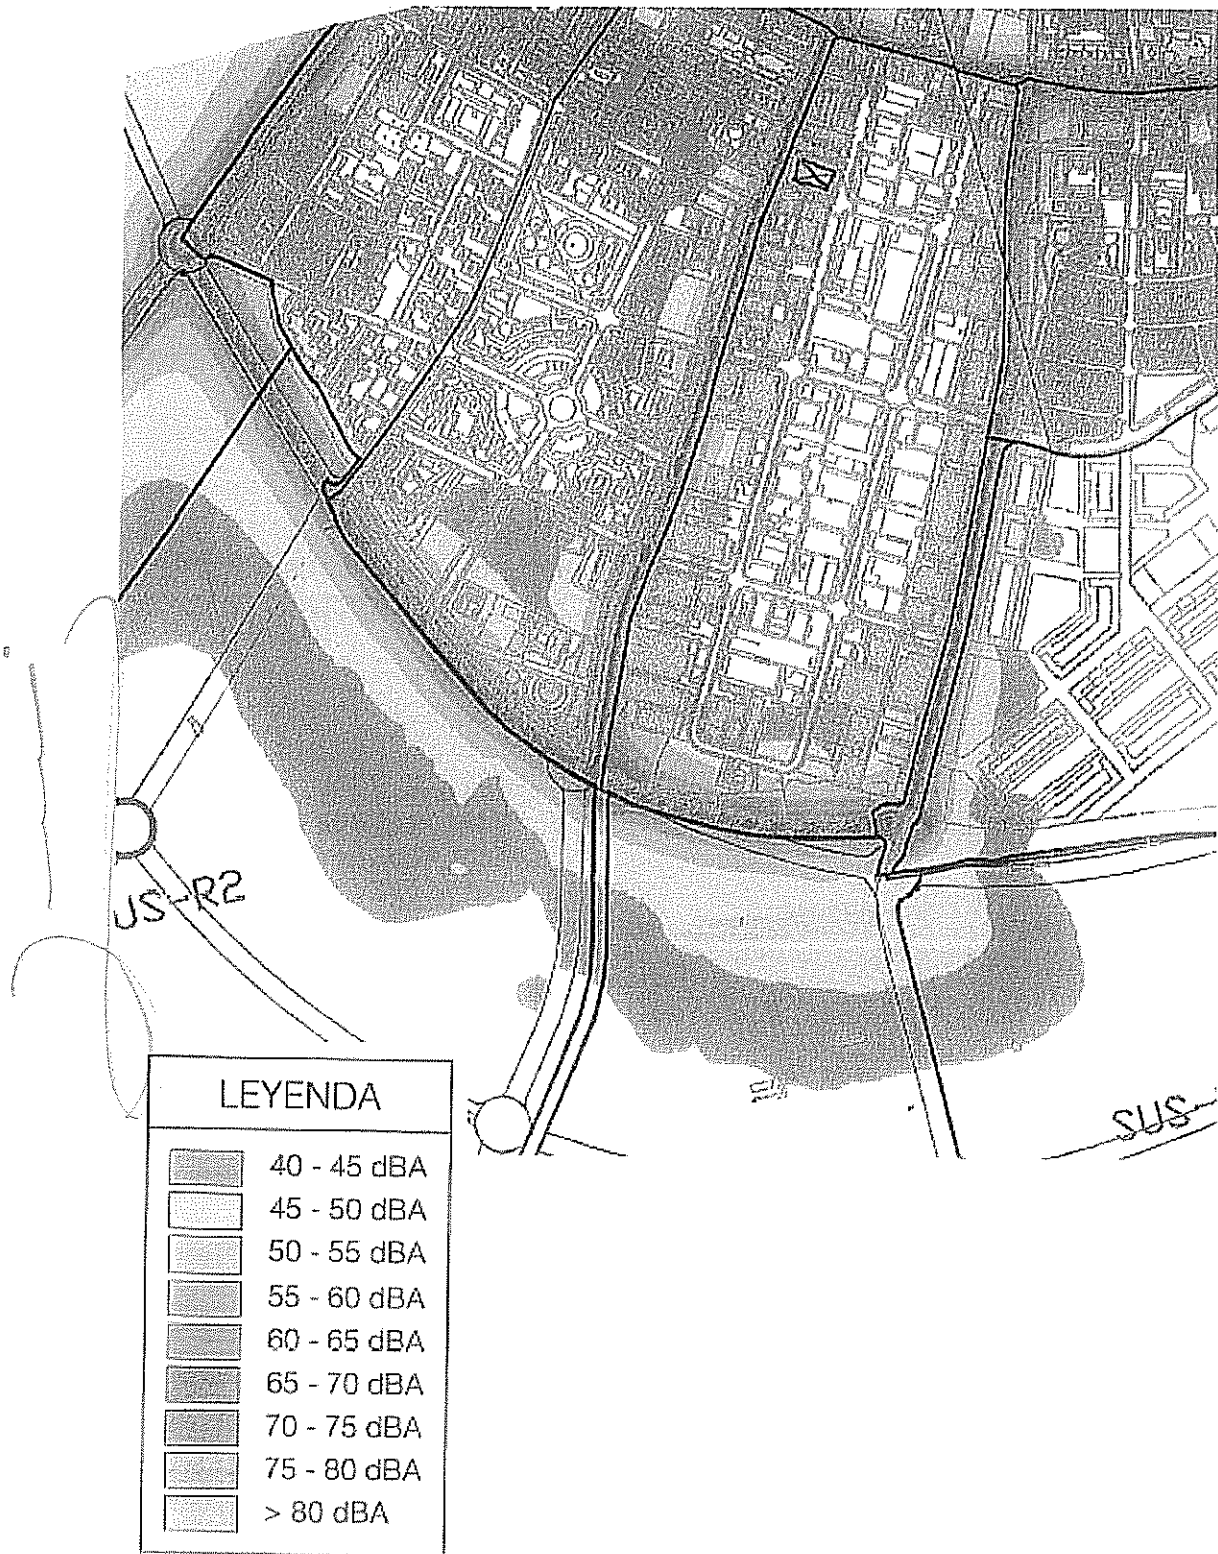 US-R2
SUS-
LEYENDA
40 - 45 dBA
45 - 50 dBA
50 - 55 dBA
55 - 60 dBA
60 - 65 dBA
65 - 70 dBA
70 - 75 dBA
75 - 80 dBA
> 80 dBA